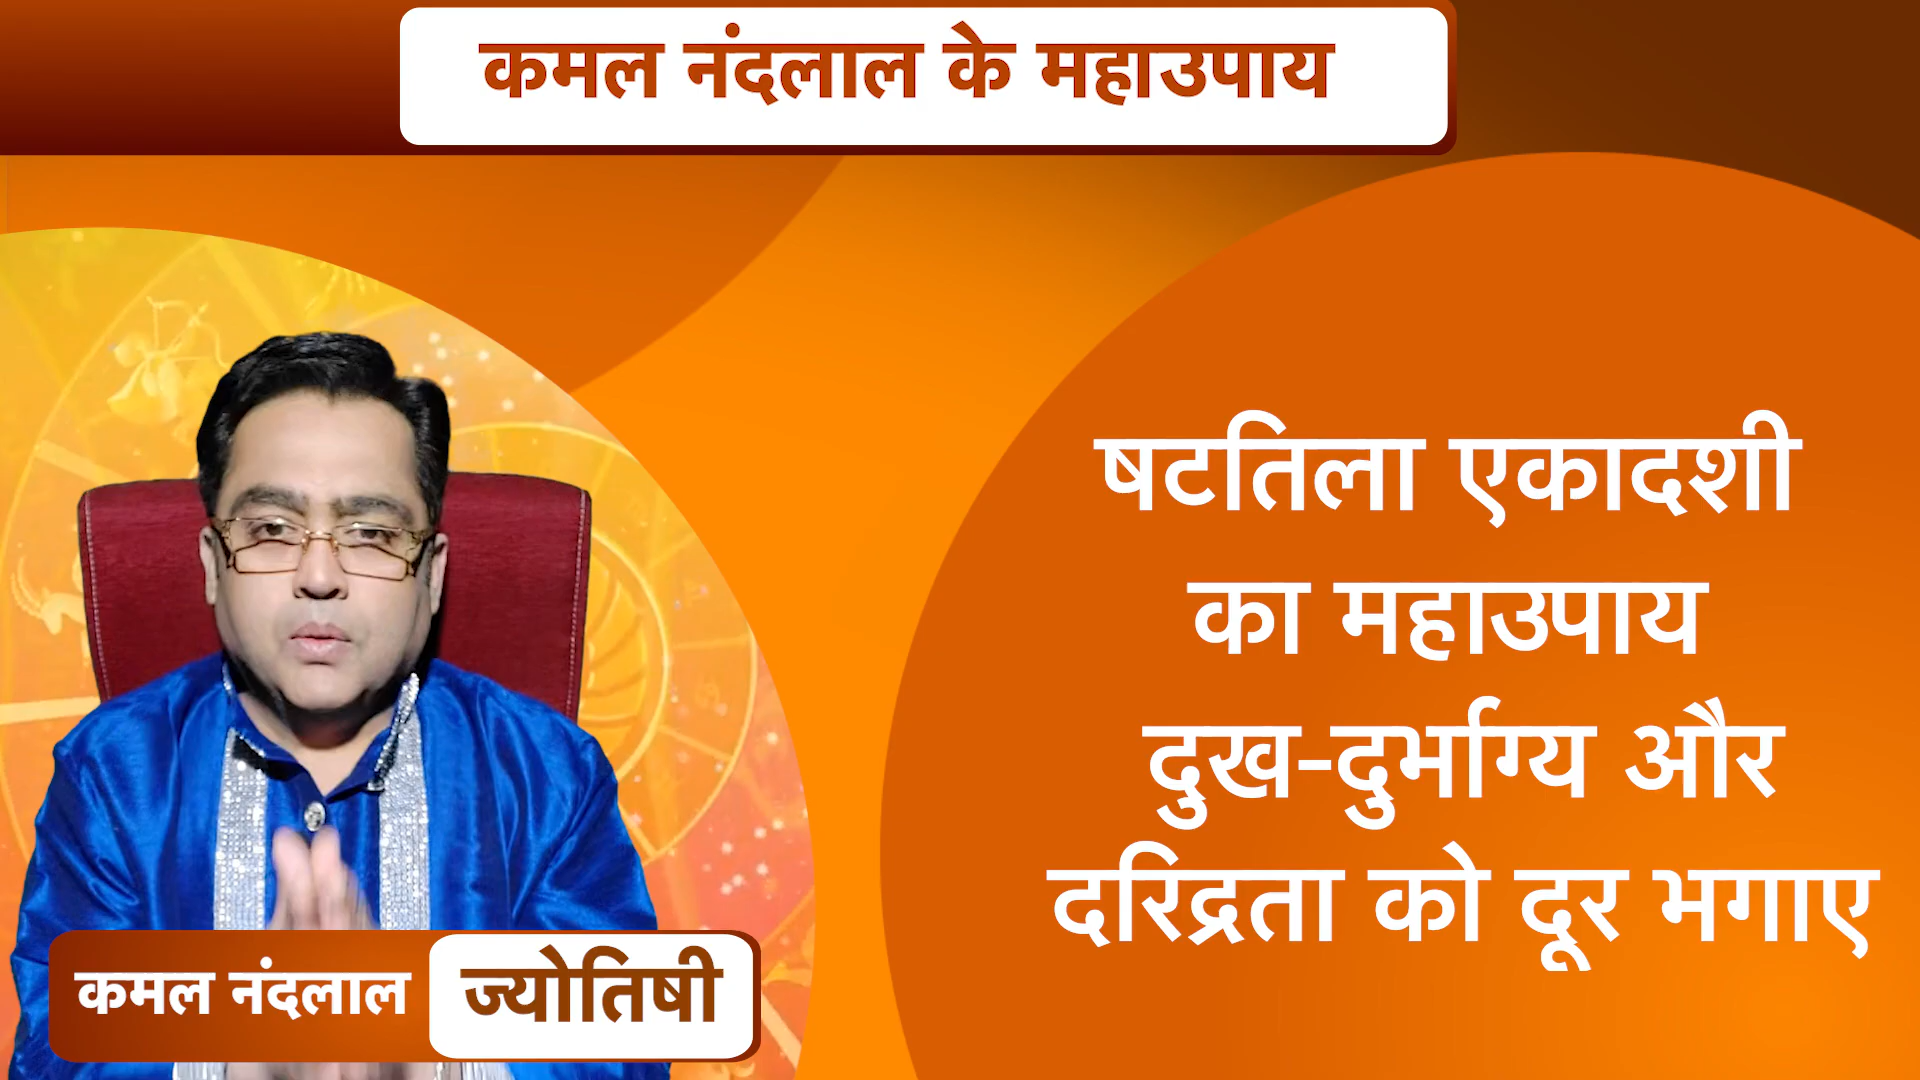 कमल नंदलाल के महाउपाय
षटतिला एकादशी
का महाउपाय
दुख-दुर्भाग्य और
दरिद्रता को दूर भगाए
कमल नंदलाल ज्योतिषी